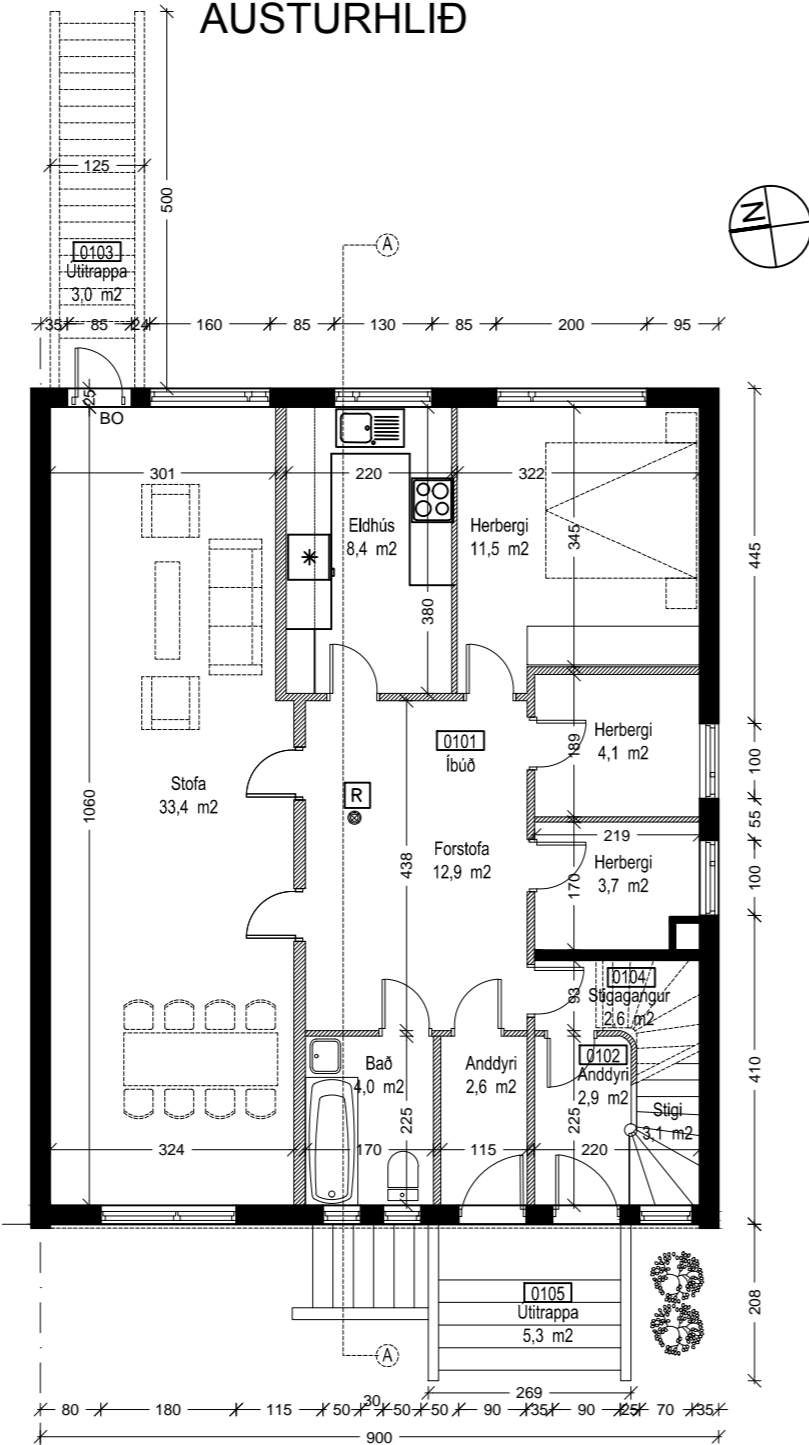 AUSTURHLIÐ
125
500
N
A
0103
Útitrappa
3,0 m2
35 85 24 160 85 130 85 200 95
25
BO
301 220 322
Eldhús
8,4 m2
Herbergi
11,5 m2
345
445
380
Herbergi
4,1 m2
189
100
0101
Íbúð
Stofa
33,4 m2
1060
R
55
219
Forstofa
12,9 m2
438
Herbergi
3,7 m2
170
100
0104
Stigagangur
2,6 m2
93
0102
Anddyri
2,9 m2
Bað
4,0 m2
Anddyri
2,6 m2
410
Stigi
3,1 m2
225
225
324 170 115 220
0105
Útitrappa
5,3 m2
208
A
269
80 180 115 50 30 50 50 90 35 90 25 70 35
900